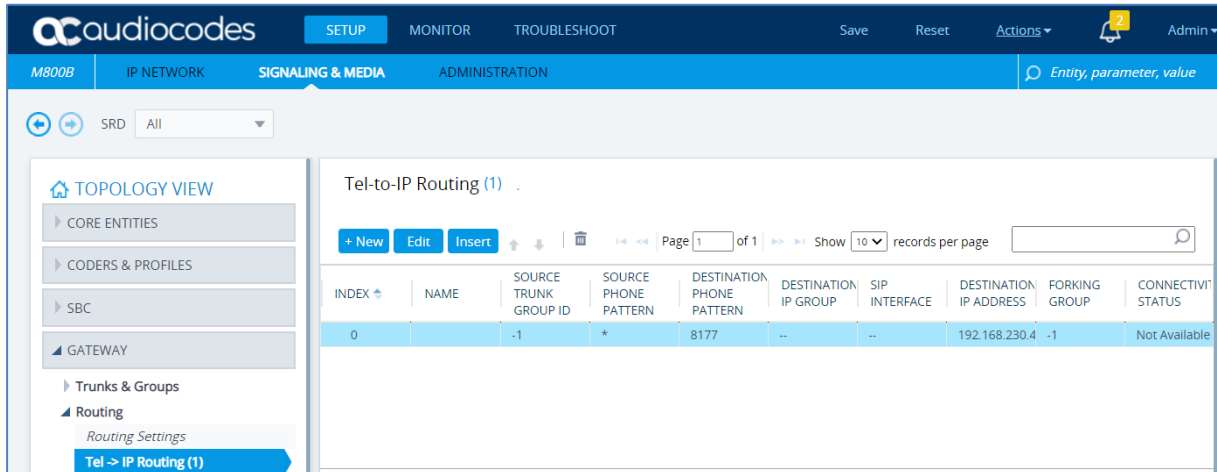 audiocodes SETUP MONITOR TROUBLESHOOT Save Reset Actions 2 Admin
M800B IP NETWORK SIGNALING & MEDIA ADMINISTRATION Entity, parameter, value
SRD All
TOPOLOGY VIEW
CORE ENTITIES
CODERS & PROFILES
SBC
GATEWAY
Trunks & Groups
Routing
Routing Settings
Tel -> IP Routing (1)
Tel-to-IP Routing (1) .
+ New Edit Insert Page 1 of 1 Show 10 records per page
INDEX NAME SOURCE TRUNK GROUP ID SOURCE PHONE PATTERN DESTINATION PHONE PATTERN DESTINATION IP GROUP SIP INTERFACE DESTINATION IP ADDRESS FORKING GROUP CONNECTIVIT STATUS
0 -1 * 8177 -- -- 192.168.230.4 -1 Not Available